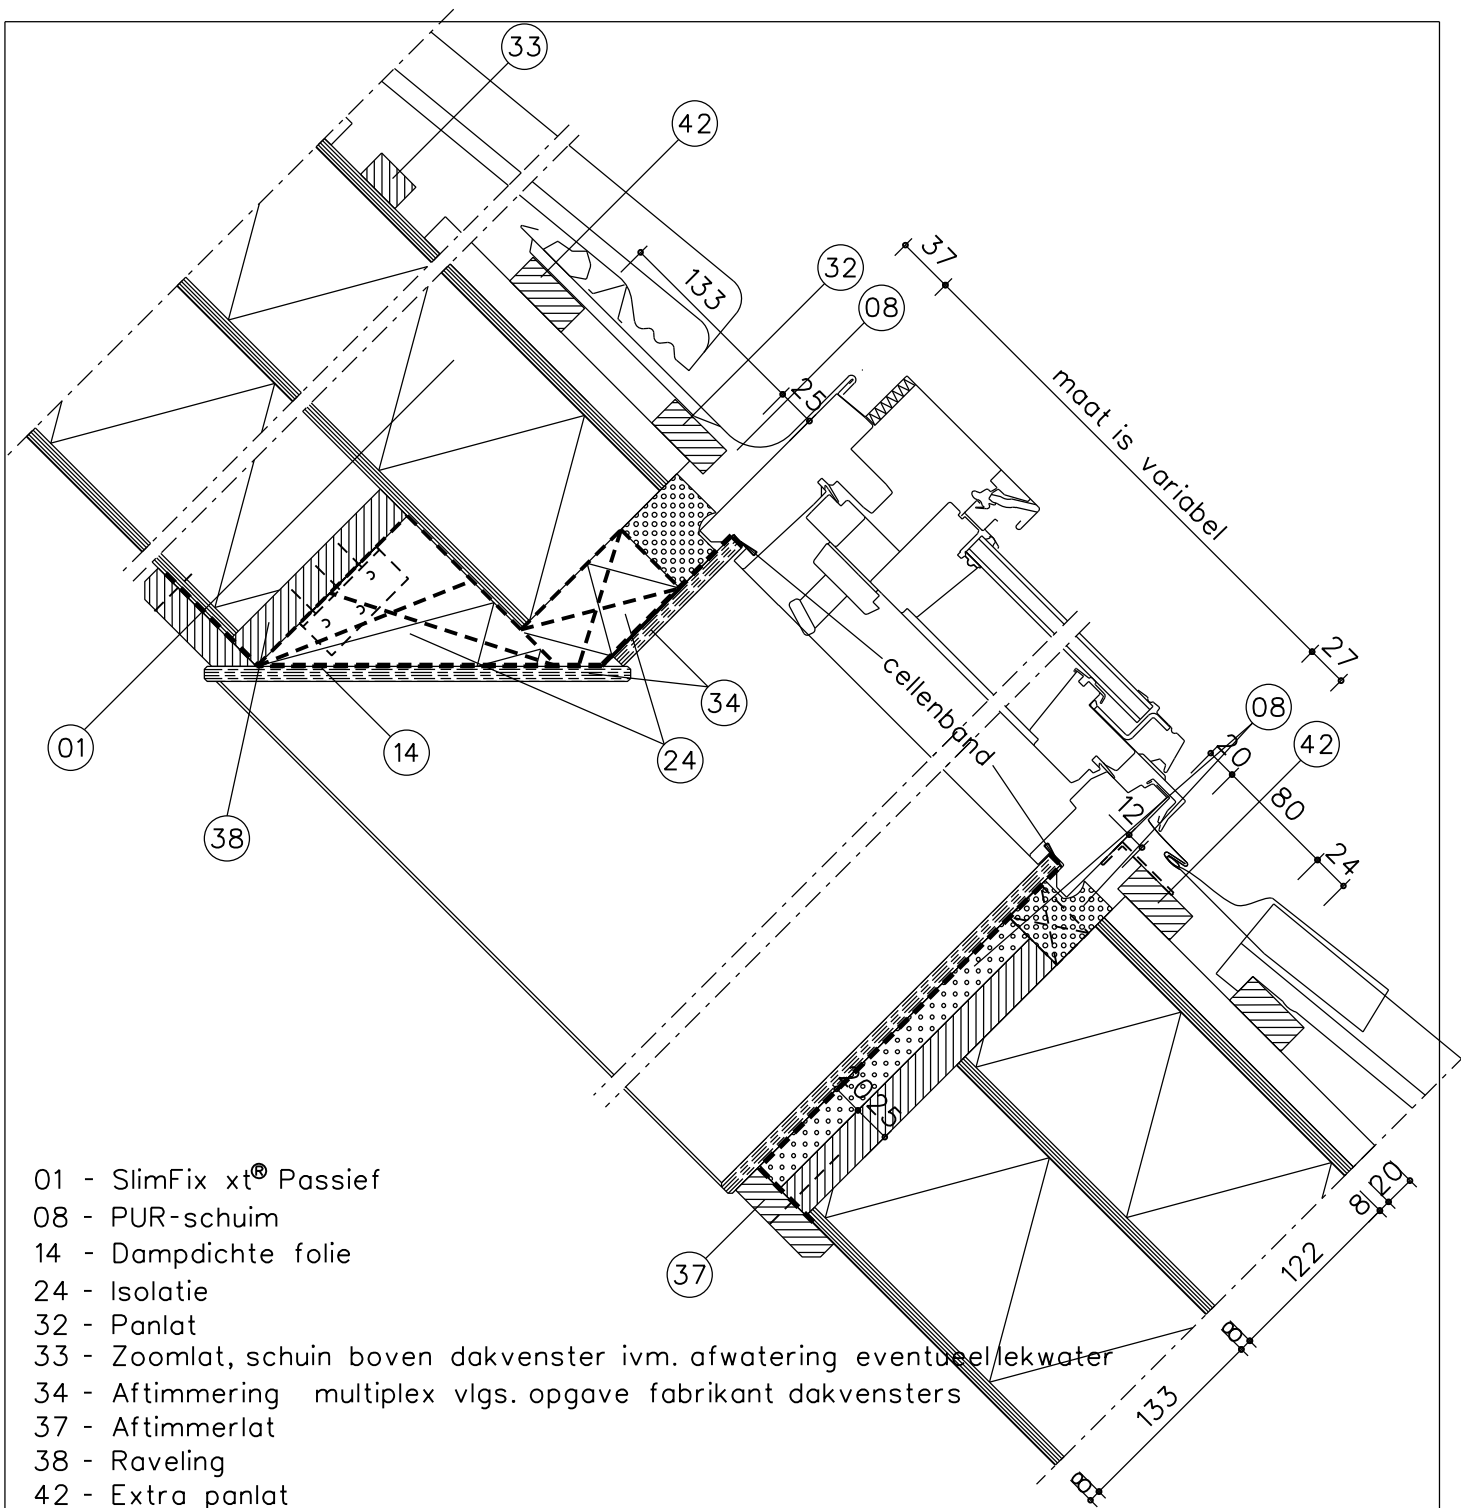 33
42
32
08
37
133
25
maat is variabel
27
cellenband
08
42
34
24
01
14
38
20
80
24
12
20
25
37
8
20
122
8
133
8
01 - SlimFix xt® Passief
08 - PUR-schuim
14 - Dampdichte folie
24 - Isolatie
32 - Panlat
33 - Zoomlat, schuin boven dakvenster ivm. afwatering eventueel lekwater
34 - Aftimmering multiplex vlgs. opgave fabrikant dakvensters
37 - Aftimmerlat
38 - Raveling
42 - Extra panlat